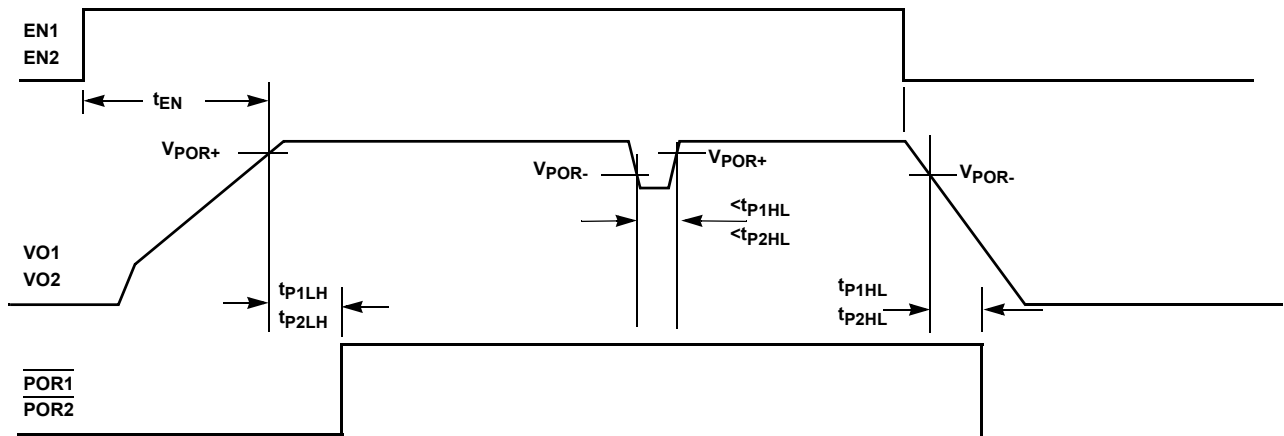 EN1
EN2
tEN
VPOR+
VPOR-
VPOR+
VPOR-
<tP1HL
<tP2HL
VO1
VO2
tP1LH
tP2LH
tP1HL
tP2HL
POR1
POR2